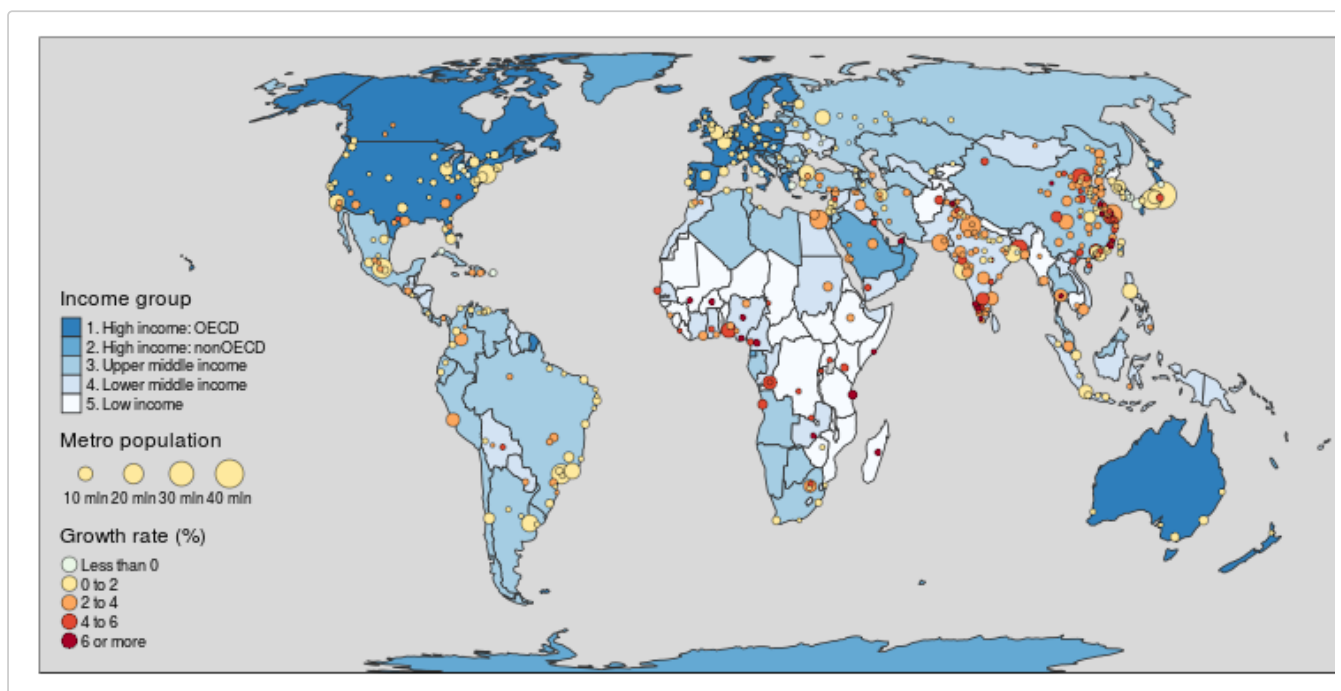 Income group
1. High income: OECD
2. High income: nonOECD
3. Upper middle income
4. Lower middle income
5. Low income
Metro population
10 mln 20 mln 30 mln 40 mln
Growth rate (%)
Less than 0
0 to 2
2 to 4
4 to 6
6 or more